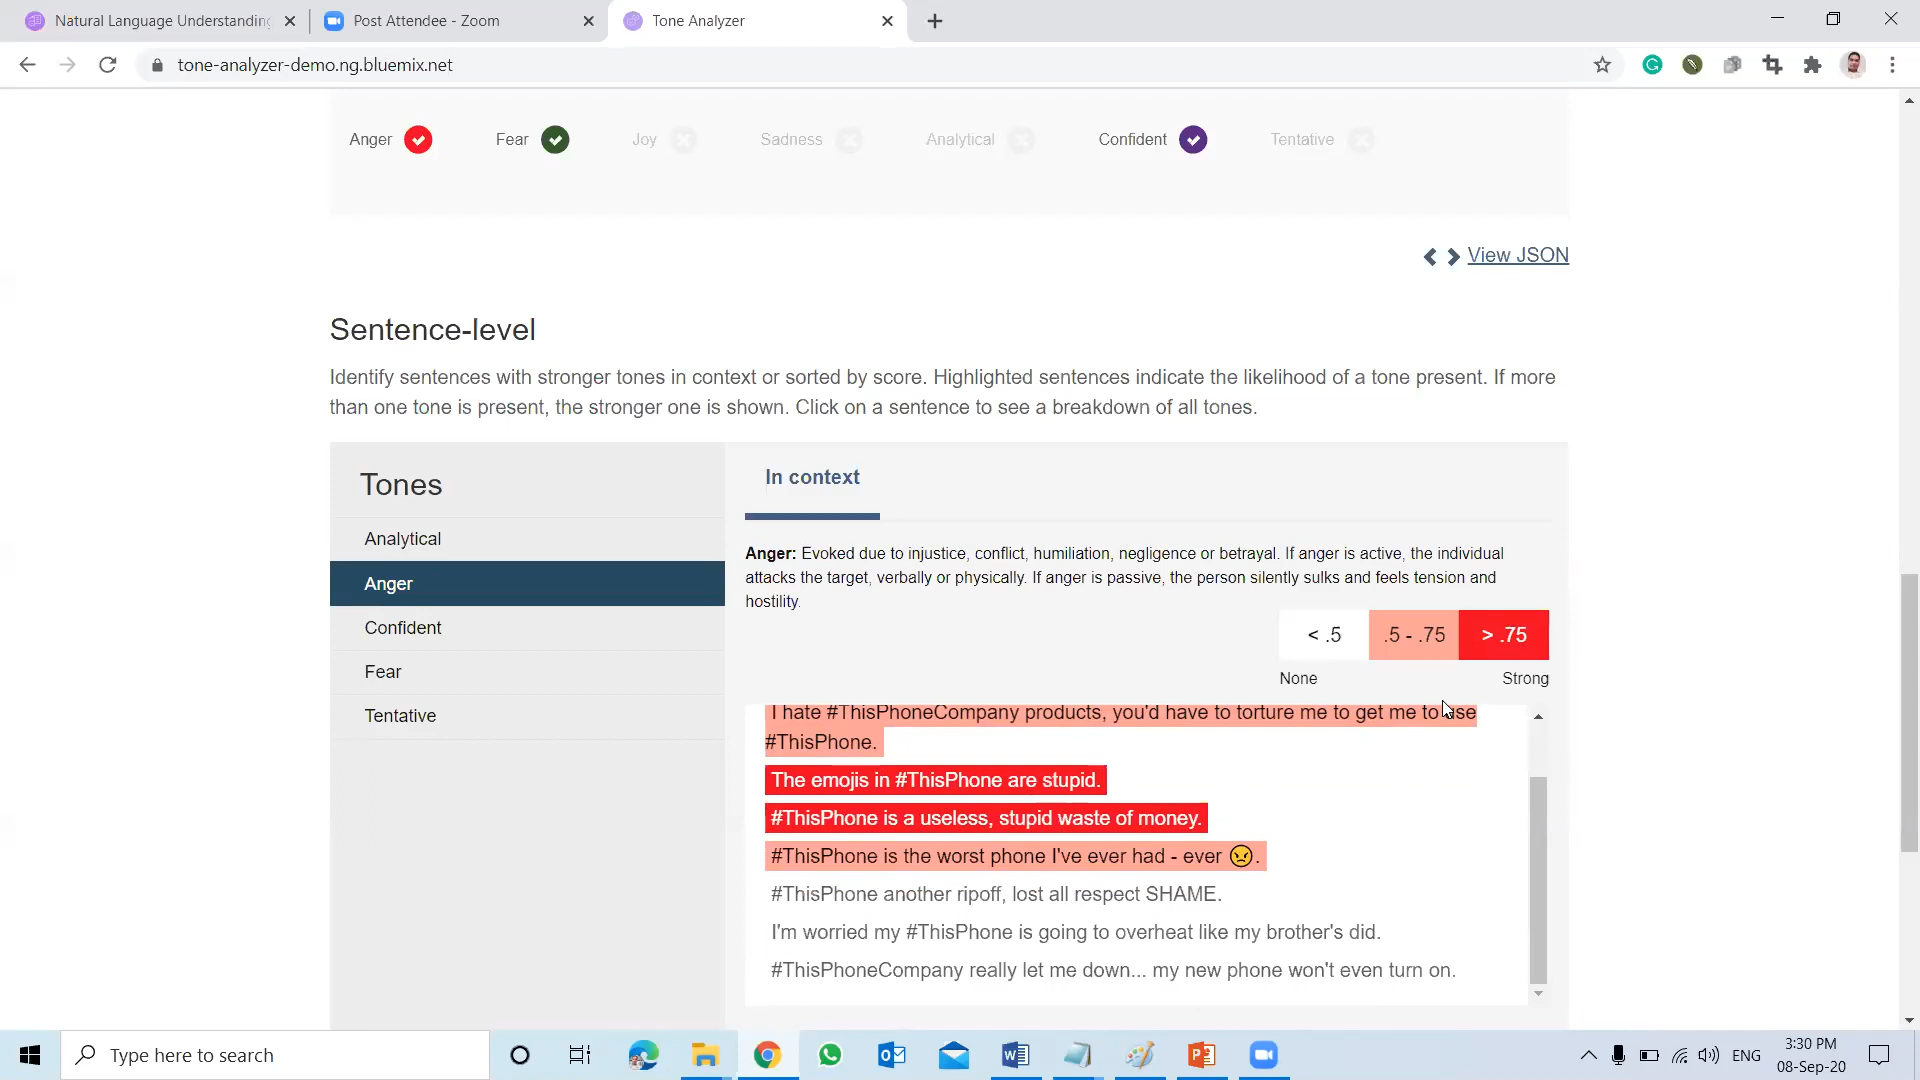 Natural Language Understanding
Post Attendee - Zoom
Tone Analyzer
tone-analyzer-demo.ng.bluemix.net
Anger
Fear
Joy
Sadness
Analytical
Confident
Tentative
View JSON
Sentence-level
Identify sentences with stronger tones in context or sorted by score. Highlighted sentences indicate the likelihood of a tone present. If more
than one tone is present, the stronger one is shown. Click on a sentence to see a breakdown of all tones.
Tones
Analytical
Anger
Confident
Fear
Tentative
In context
Anger: Evoked due to injustice, conflict, humiliation, negligence or betrayal. If anger is active, the individual
attacks the target, verbally or physically. If anger is passive, the person silently sulks and feels tension and
hostility.
< .5
.5 - .75
> .75
None
Strong
I hate #ThisPhoneCompany products, you'd have to torture me to get me to use
#ThisPhone.
The emojis in #ThisPhone are stupid.
#ThisPhone is a useless, stupid waste of money.
#ThisPhone is the worst phone I've ever had - ever 😠.
#ThisPhone another ripoff, lost all respect SHAME.
I'm worried my #ThisPhone is going to overheat like my brother's did.
#ThisPhoneCompany really let me down... my new phone won't even turn on.
Type here to search
ENG
3:30 PM
08-Sep-20